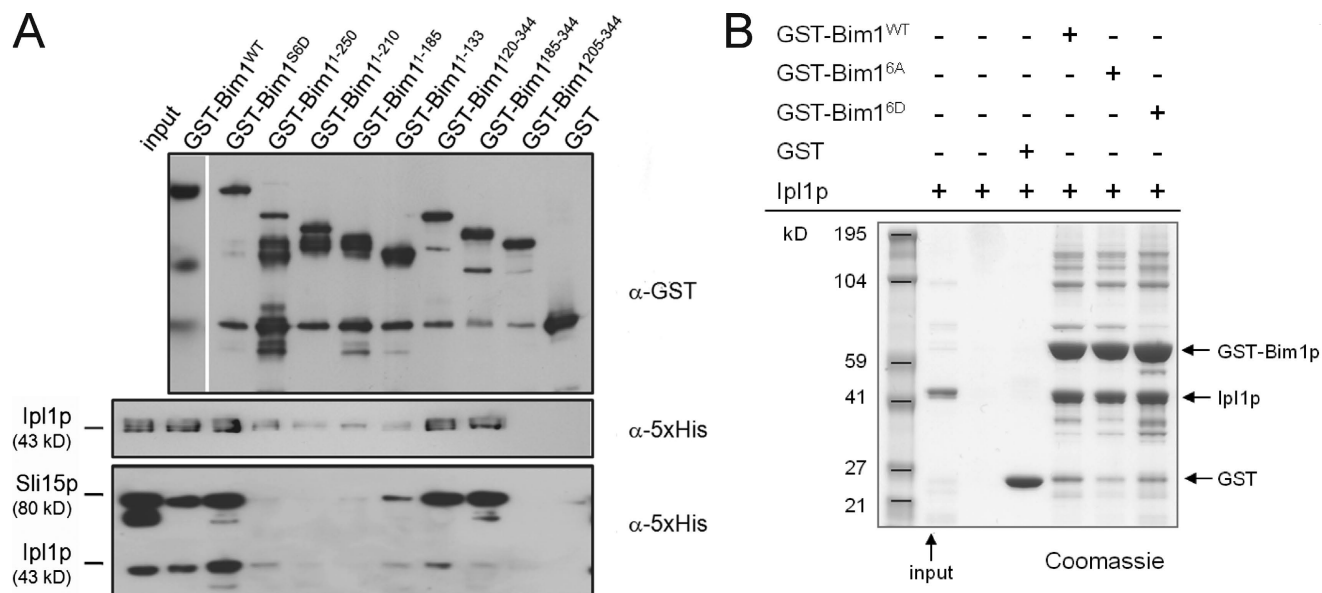 A
input
GST-Bim1WT
GST-Bim1S6D
GST-Bim11-250
GST-Bim11-210
GST-Bim11-185
GST-Bim11-133
GST-Bim1120-344
GST-Bim1185-344
GST-Bim1205-344
GST
α-GST
Ipl1p
(43 kD)
α-5xHis
Sli15p
(80 kD)
α-5xHis
Ipl1p
(43 kD)
B
GST-Bim1WT - - - + - -
GST-Bim16A - - - - + -
GST-Bim16D - - - - - +
GST - - + - - -
Ipl1p + + + + + +
kD 195
104
59
41
27
21
GST-Bim1p
Ipl1p
GST
input
Coomassie